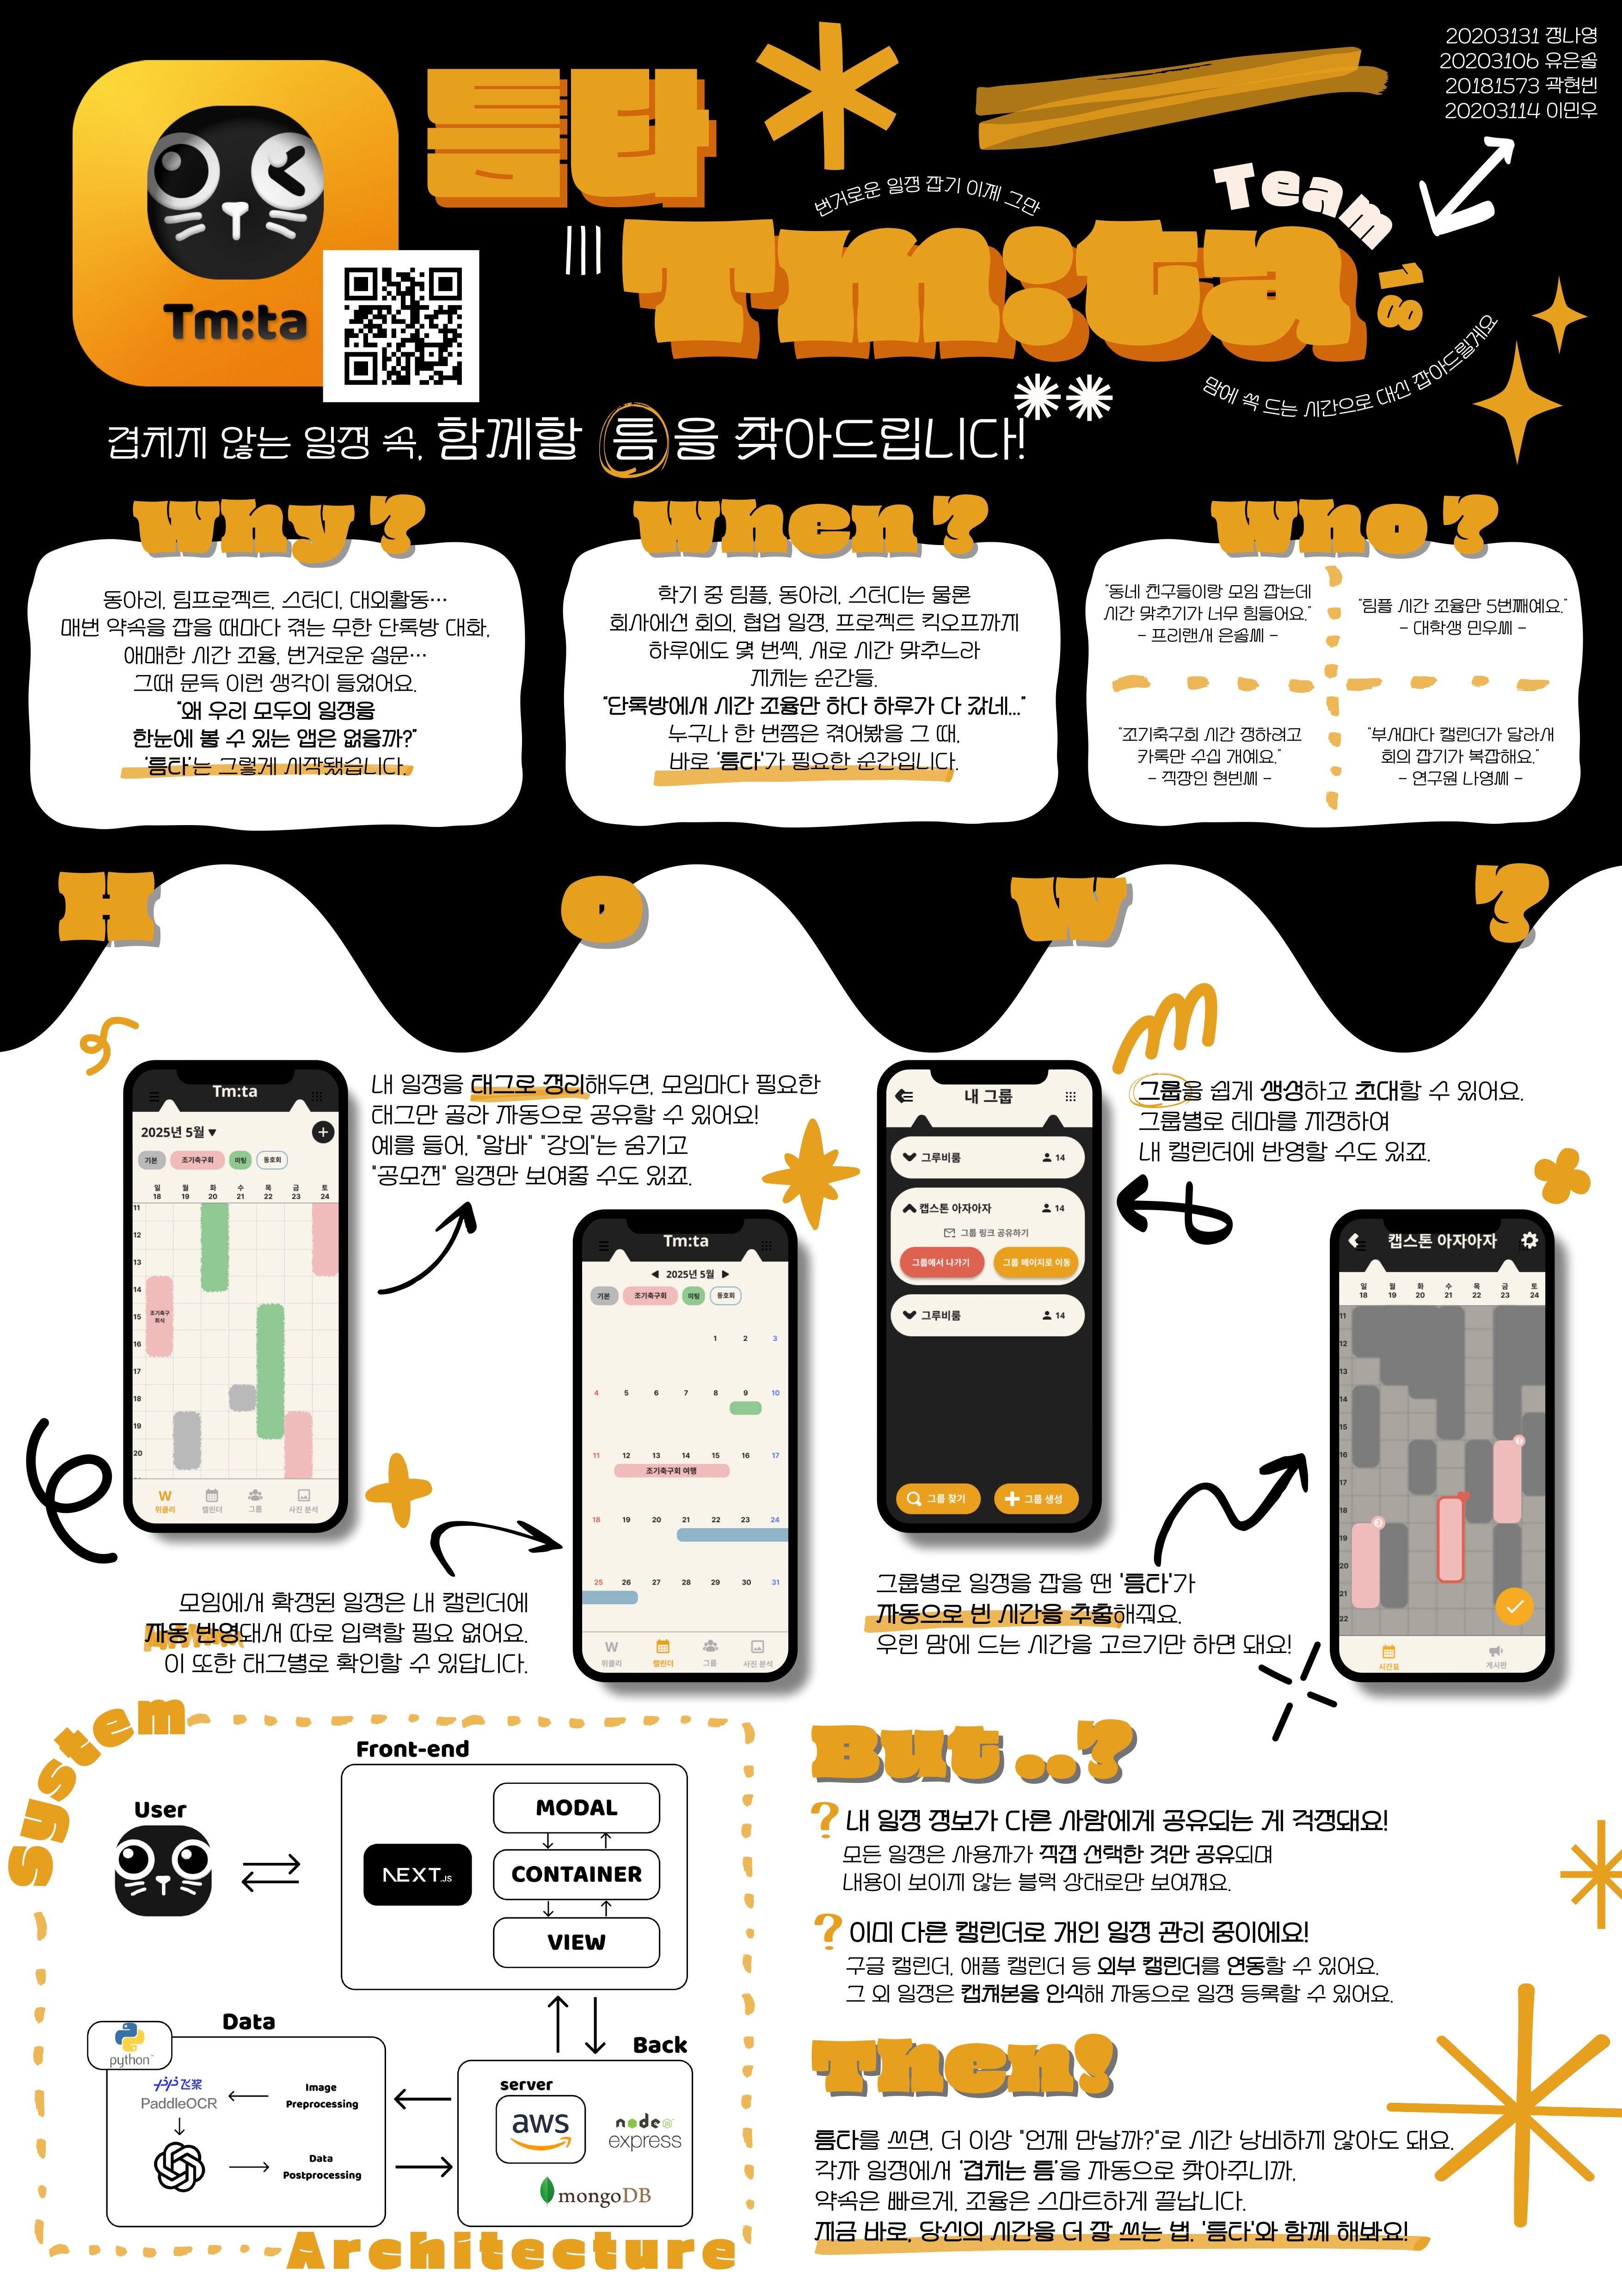 20203131 정나영
20203106 유은솔
20181573 곽현빈
20203114 이민우
틈타
번거로운 일정 잡기 이제 그만
Tm:ta
Team 18
맘에 쏙 드는 시간으로 대신 잡아드릴게요
Tm:ta
겹치지 않는 일정 속, 함께할 틈을 찾아드립니다!
Why?
동아리, 팀프로젝트, 스터디, 대외활동…
매번 약속을 잡을 때마다 겪는 무한 단톡방 대화,
애매한 시간 조율, 번거로운 설문…
그때 문득 이런 생각이 들었어요.
"왜 우리 모두의 일정을
한눈에 볼 수 있는 앱은 없을까?"
'틈타'는 그렇게 시작됐습니다.
When?
학기 중 팀플, 동아리, 스터디는 물론
회사에선 회의, 협업 일정, 프로젝트 킥오프까지
하루에도 몇 번씩, 새로 시간 맞추느라
지치는 순간들.
"단톡방에서 시간 조율만 하다 하루가 다 갔네..."
누구나 한 번쯤은 겪어봤을 그 때,
바로 '틈타'가 필요한 순간입니다.
Who?
"동네 친구들이랑 모임 잡는데
시간 맞추기가 너무 힘들어요."
- 프리랜서 은솔씨 -
"팀플 시간 조율만 5번째예요."
- 대학생 민우씨 -
"조기축구회 시간 정하려고
카톡만 수십 개예요."
- 직장인 현빈씨 -
"부서마다 캘린더가 달라서
회의 잡기가 복잡해요."
- 연구원 나영씨 -
HOW?
내 일정을 태그로 정리해두면, 모임마다 필요한
태그만 골라 자동으로 공유할 수 있어요!
예를 들어, "알바" "강의"는 숨기고
"공모전" 일정만 보여줄 수도 있죠.
Tm:ta
2025년 5월 ▼
+
기본 조기축구회 미팅 동호회
일 월 화 수 목 금 토
18 19 20 21 22 23 24
11
12
13
14
15
16
17
18
19
20
조기축구
회식
W
위클리 캘린더 그룹 사진 분석
Tm:ta
◀ 2025년 5월 ▶
기본 조기축구회 미팅 동호회
1 2 3
4 5 6 7 8 9 10
11 12 13 14 15 16 17
조기축구회 여행
18 19 20 21 22 23 24
25 26 27 28 29 30 31
W
위클리 캘린더 그룹 사진 분석
모임에서 확정된 일정은 내 캘린더에
자동 반영돼서 따로 입력할 필요 없어요.
이 또한 태그별로 확인할 수 있답니다.
내 그룹
그루비룸 14
캡스톤 아자아자 14
그룹 링크 공유하기
그룹에서 나가기 그룹 페이지로 이동
그루비룸 14
그룹 찾기 그룹 생성
그룹을 쉽게 생성하고 초대할 수 있어요.
그룹별로 테마를 지정하여
내 캘린터에 반영할 수도 있죠.
캡스톤 아자아자
일 월 화 수 목 금 토
18 19 20 21 22 23 24
11
12
13
14
15
16
17
18
19
20
21
22
시간표 게시판
그룹별로 일정을 잡을 땐 '틈타'가
자동으로 빈 시간을 추출해줘요.
우린 맘에 드는 시간을 고르기만 하면 돼요!
System
User
Front-end
NEXT.JS
MODAL
CONTAINER
VIEW
Data
python
飞桨
PaddleOCR
Image
Preprocessing
Data
Postprocessing
Back
server
aws
node
express
mongoDB
Architecture
But ..?
? 내 일정 정보가 다른 사람에게 공유되는 게 걱정돼요!
모든 일정은 사용자가 직접 선택한 것만 공유되며
내용이 보이지 않는 블럭 상태로만 보여져요.
? 이미 다른 캘린더로 개인 일정 관리 중이에요!
구글 캘린더, 애플 캘린더 등 외부 캘린더를 연동할 수 있어요.
그 외 일정은 캡쳐본을 인식해 자동으로 일정 등록할 수 있어요.
Then!
틈타를 쓰면, 더 이상 "언제 만날까?"로 시간 낭비하지 않아도 돼요.
각자 일정에서 '겹치는 틈'을 자동으로 찾아주니까,
약속은 빠르게, 조율은 스마트하게 끝납니다.
지금 바로, 당신의 시간을 더 잘 쓰는 법, '틈타'와 함께 해봐요!